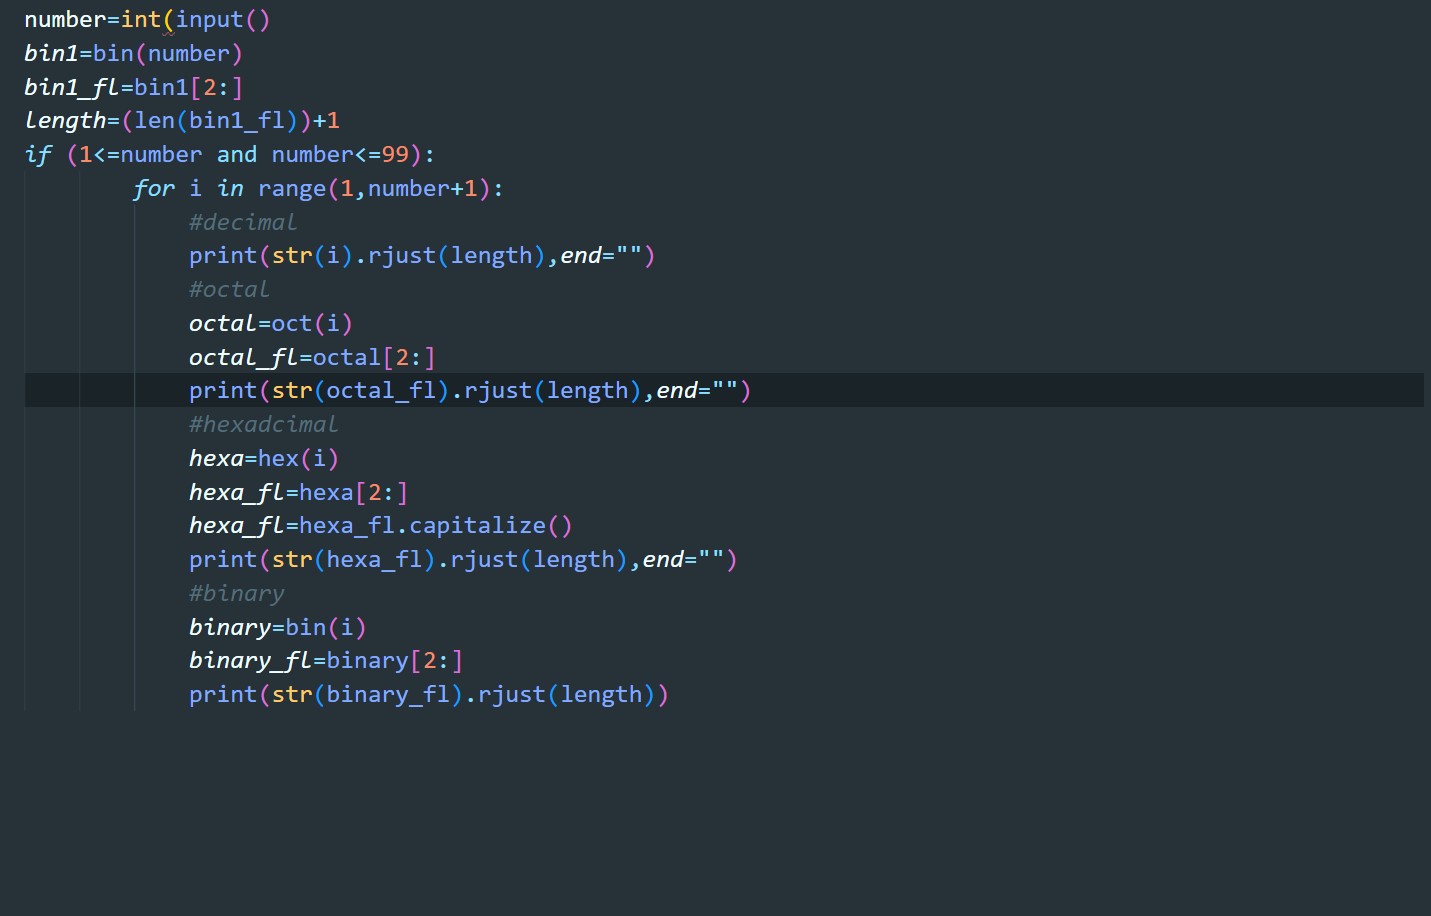 number=int(input()
bin1=bin(number)
bin1_fl=bin1[2:]
length=(len(bin1_fl))+1
if (1<=number and number<=99):
        for i in range(1,number+1):
            #decimal
            print(str(i).rjust(length),end="")
            #octal
            octal=oct(i)
            octal_fl=octal[2:]
            print(str(octal_fl).rjust(length),end="")
            #hexadcimal
            hexa=hex(i)
            hexa_fl=hexa[2:]
            hexa_fl=hexa_fl.capitalize()
            print(str(hexa_fl).rjust(length),end="")
            #binary
            binary=bin(i)
            binary_fl=binary[2:]
            print(str(binary_fl).rjust(length))